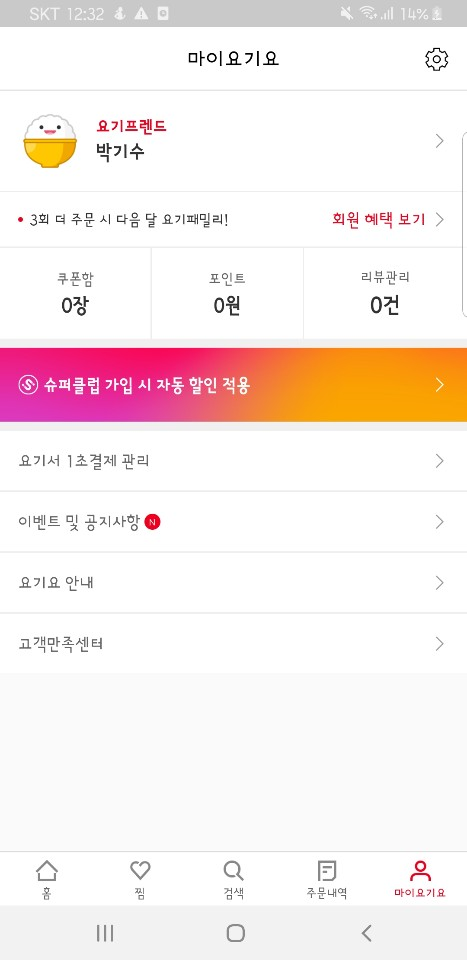 SKT 12:32
14%
마이요기요
요기프렌드
박기수
3회 더 주문 시 다음 달 요기패밀리!
회원 혜택 보기
쿠폰함
포인트
리뷰관리
0장
0원
0건
S 슈퍼클럽 가입 시 자동 할인 적용
요기서 1초결제 관리
이벤트 및 공지사항 N
요기요 안내
고객만족센터
홈
찜
검색
주문내역
마이요기요